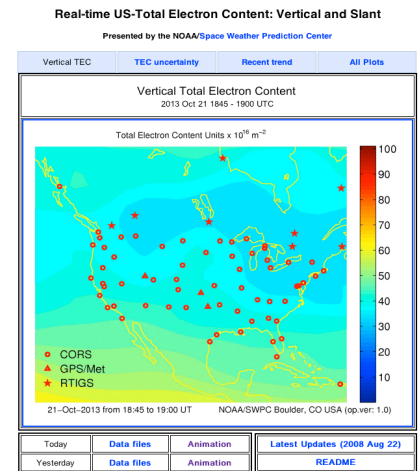 Real-time US-Total Electron Content: Vertical and Slant
Presented by the NOAA/Space Weather Prediction Center
Vertical TEC TEC uncertainty Recent trend All Plots
Vertical Total Electron Content
2013 Oct 21 1845 - 1900 UTC
Total Electron Content Units x 10^16 m^-2
100
90
80
70
60
50
40
30
20
10
CORS
GPS/Met
RTIGS
21-Oct-2013 from 18:45 to 19:00 UT NOAA/SWPC Boulder, CO USA (op.ver: 1.0)
Today Data files Animation Latest Updates (2008 Aug 22)
Yesterday Data files Animation README